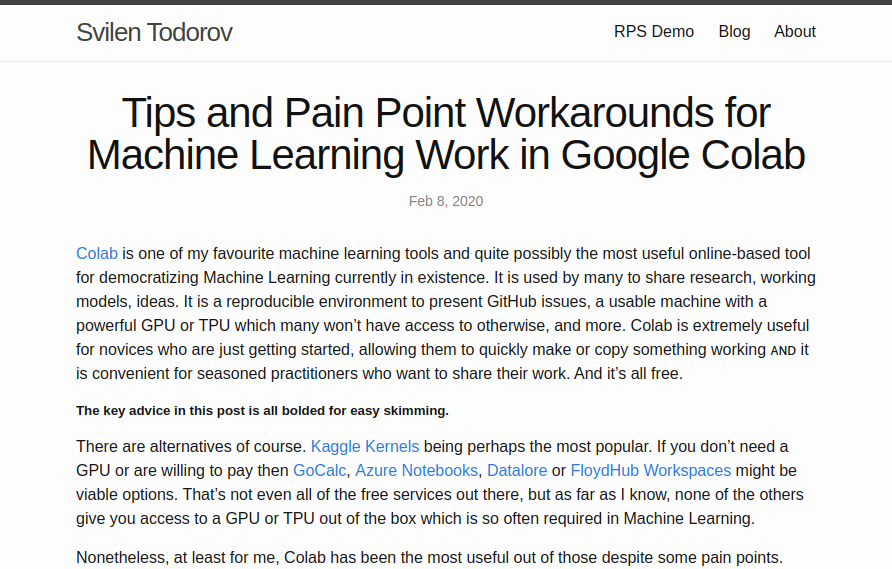 Svilen Todorov
RPS Demo Blog About
Tips and Pain Point Workarounds for
Machine Learning Work in Google Colab
Feb 8, 2020
Colab is one of my favourite machine learning tools and quite possibly the most useful online-based tool
for democratizing Machine Learning currently in existence. It is used by many to share research, working
models, ideas. It is a reproducible environment to present GitHub issues, a usable machine with a
powerful GPU or TPU which many won’t have access to otherwise, and more. Colab is extremely useful
for novices who are just getting started, allowing them to quickly make or copy something working ᴀɴᴅ it
is convenient for seasoned practitioners who want to share their work. And it’s all free.
The key advice in this post is all bolded for easy skimming.
There are alternatives of course. Kaggle Kernels being perhaps the most popular. If you don’t need a
GPU or are willing to pay then GoCalc, Azure Notebooks, Datalore or FloydHub Workspaces might be
viable options. That’s not even all of the free services out there, but as far as I know, none of the others
give you access to a GPU or TPU out of the box which is so often required in Machine Learning.
Nonetheless, at least for me, Colab has been the most useful out of those despite some pain points.